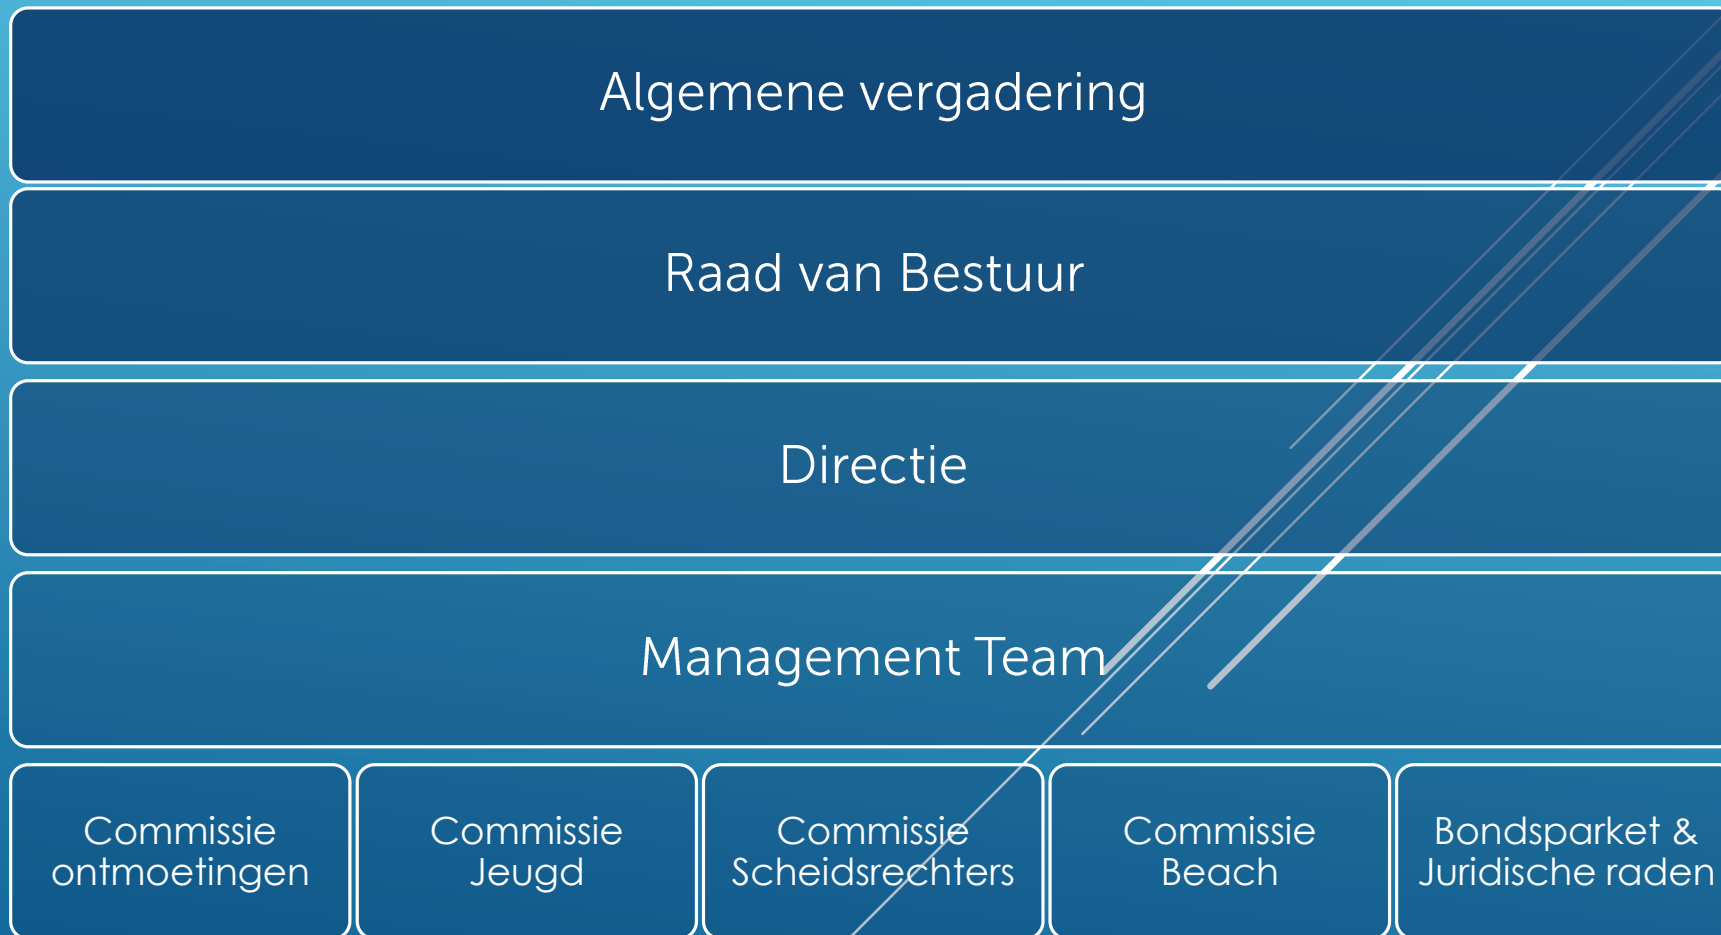 Algemene vergadering
Raad van Bestuur
Directie
Management Team
Commissie
ontmoetingen
Commissie
Jeugd
Commissie
Scheidsrechters
Commissie
Beach
Bondsparket &
Juridische raden